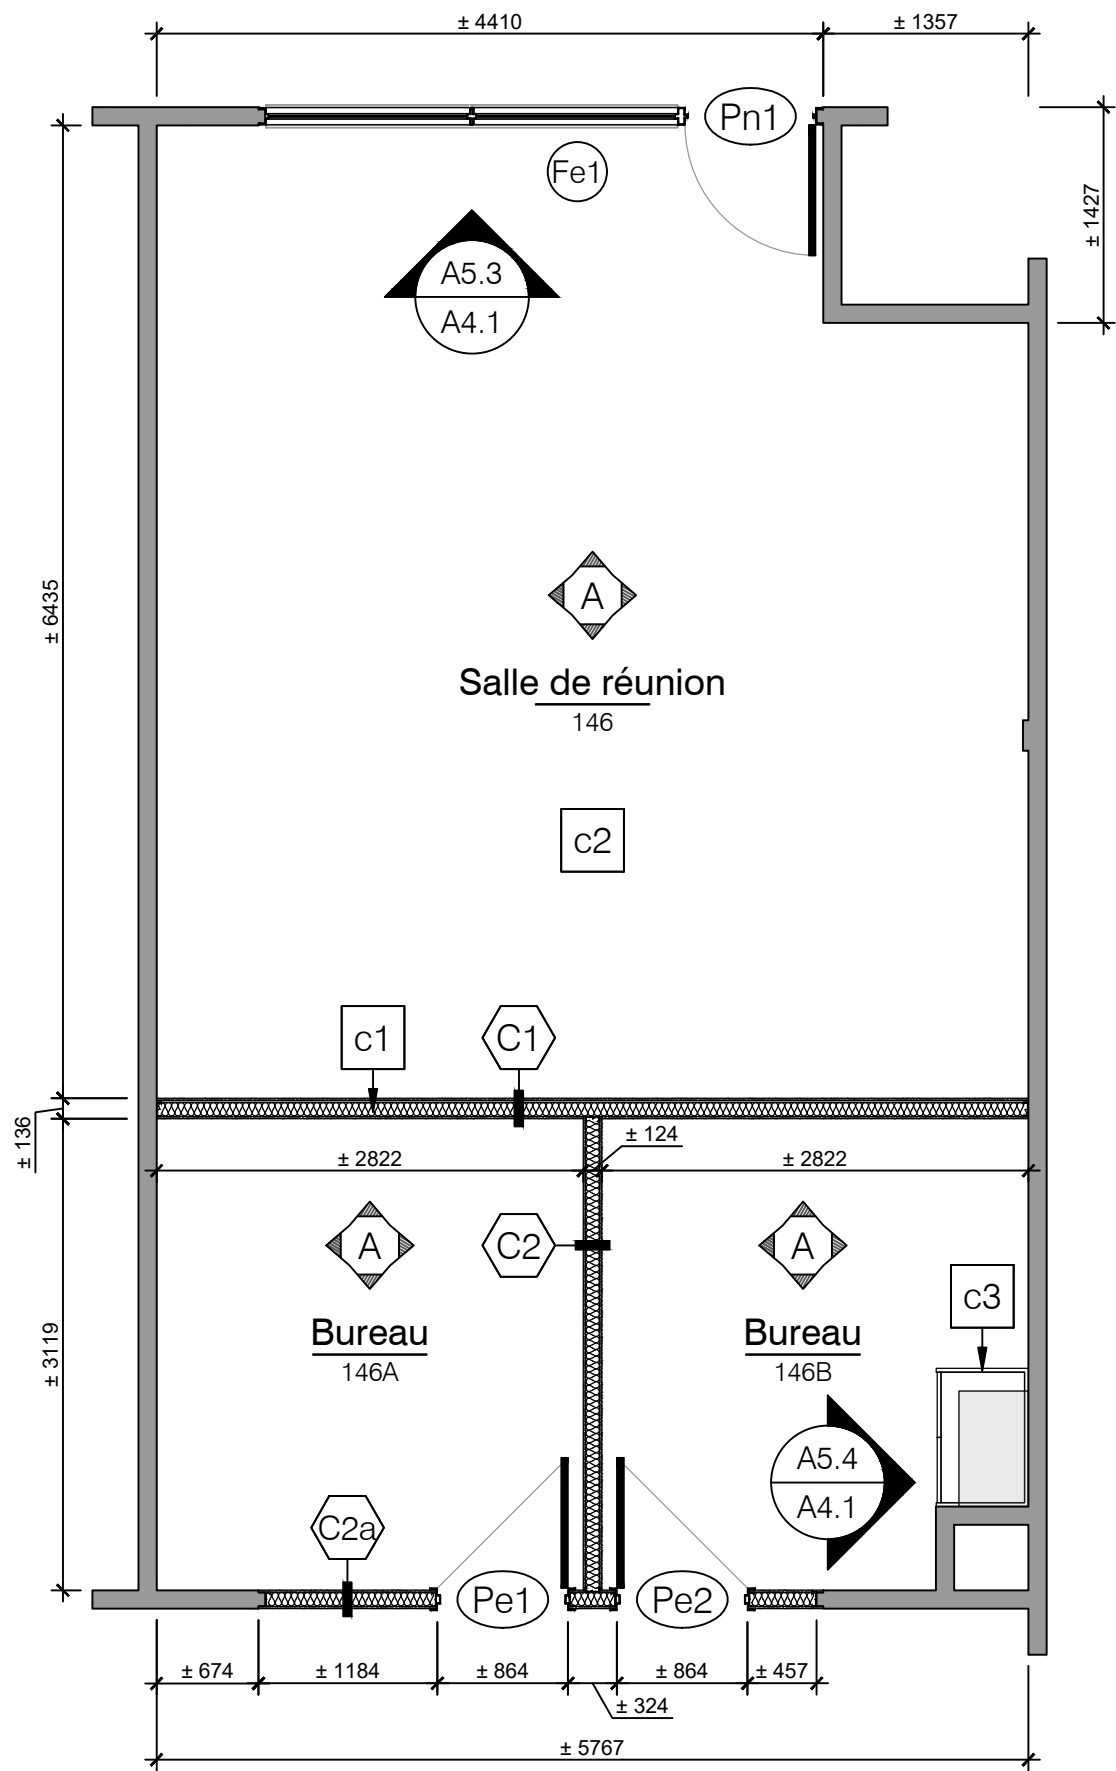 ± 4410
± 1357
Pn1
Fe1
± 1427
A5.3
A4.1
± 6435
A
Salle de réunion
146
c2
c1
C1
± 136
± 124
± 2822
± 2822
A
C2
A
c3
Bureau
146A
Bureau
146B
± 3119
A5.4
A4.1
C2a
Pe1
Pe2
± 674
± 1184
± 864
± 864
± 457
± 324
± 5767